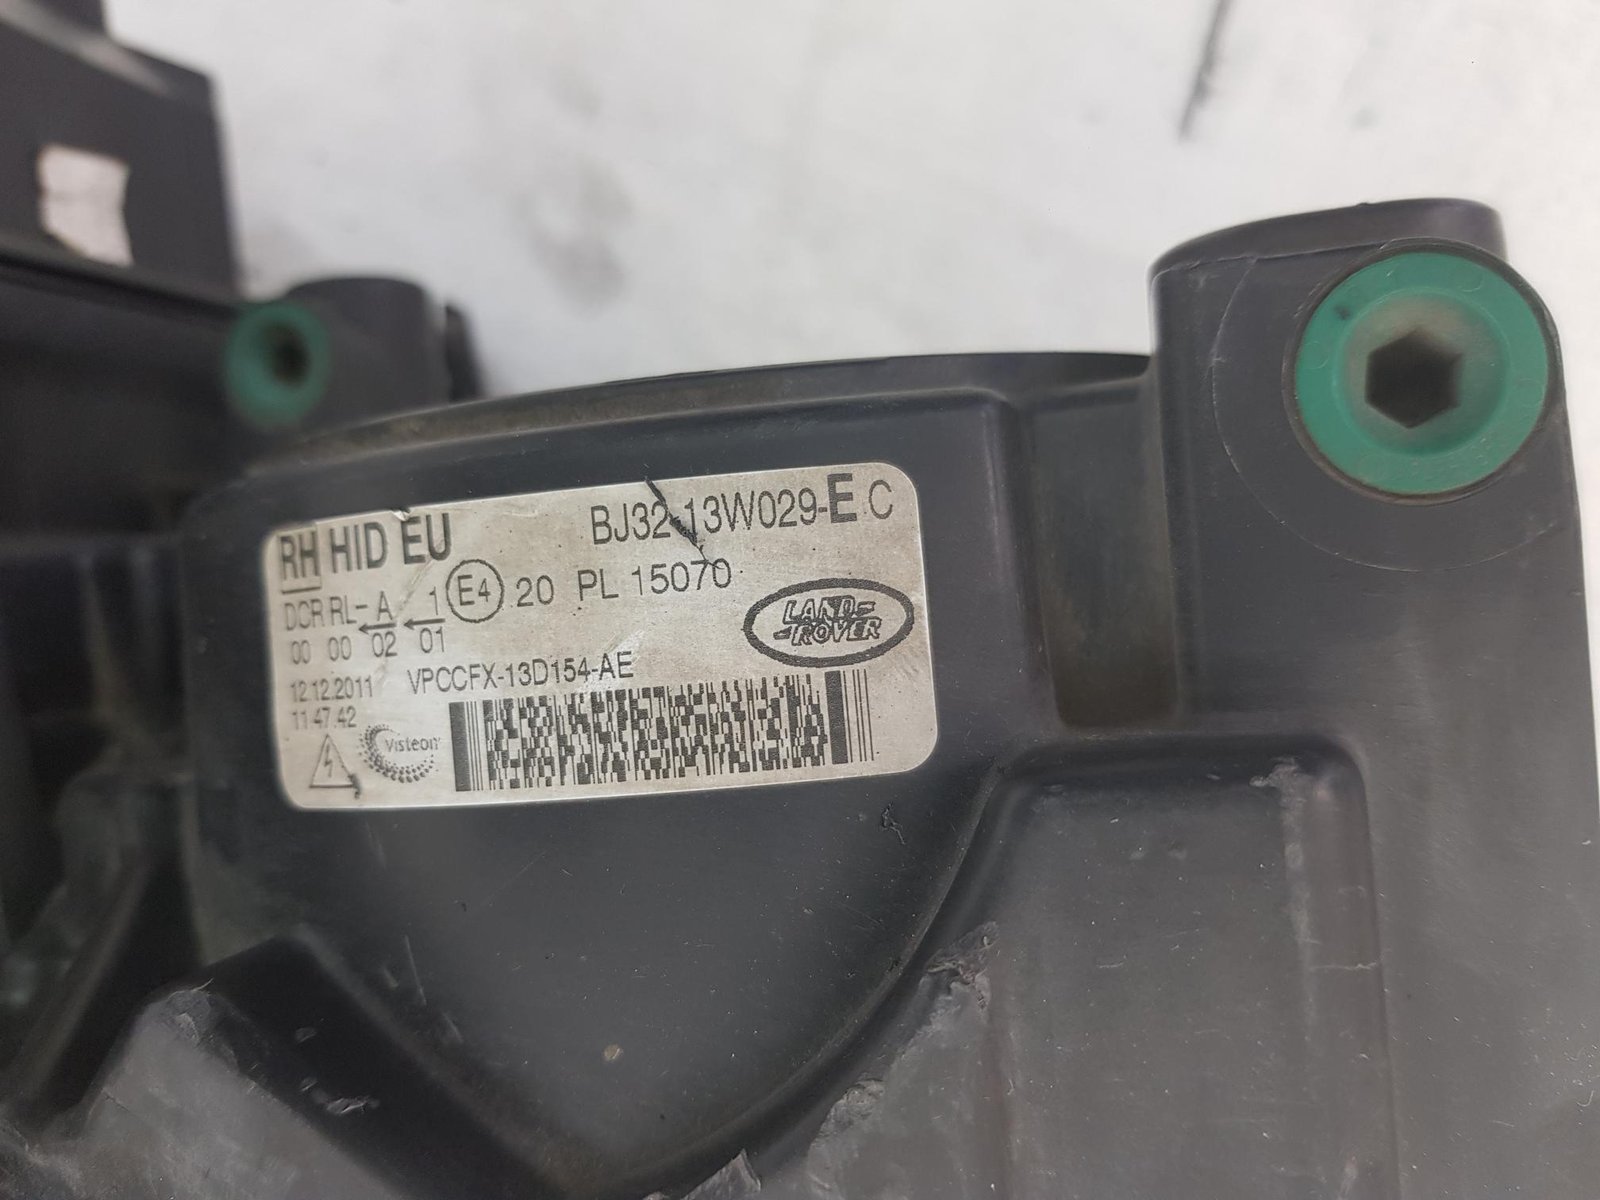 RH HID EU BJ32-13W029-E C
DCR RL-A 1 E4 20 PL 15070
00 00 02 01
LAND-
-ROVER
12.12.2011 VPCCFX-13D154-AE
11 47.42
Visteon